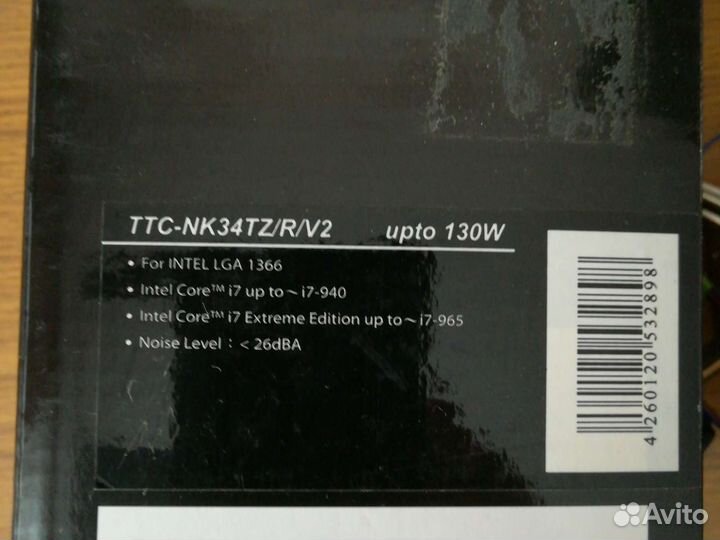 TTC-NK34TZ/R/V2 upto 130W
• For INTEL LGA 1366
• Intel Core™ i7 up to ~ i7-940
• Intel Core™ i7 Extreme Edition up to ~ i7-965
• Noise Level : < 26dBA
4 260120 532898
Avito